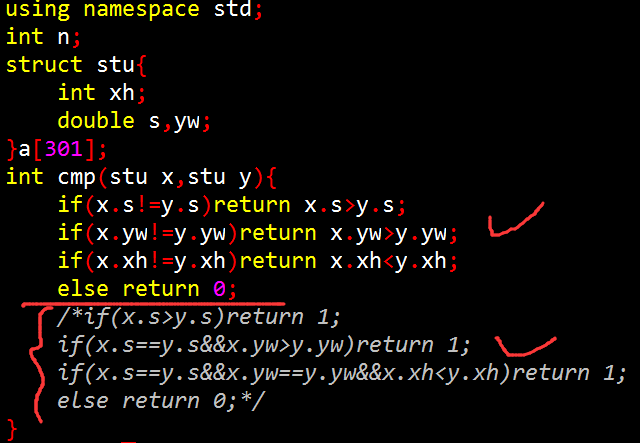 using namespace std;
int n;
struct stu{
    int xh;
    double s,yw;
}a[301];
int cmp(stu x,stu y){
    if(x.s!=y.s)return x.s>y.s;
    if(x.yw!=y.yw)return x.yw>y.yw;
    if(x.xh!=y.xh)return x.xh<y.xh;
    else return 0;
    /*if(x.s>y.s)return 1;
    if(x.s==y.s&&x.yw>y.yw)return 1;
    if(x.s==y.s&&x.yw==y.yw&&x.xh<y.xh)return 1;
    else return 0;*/
}